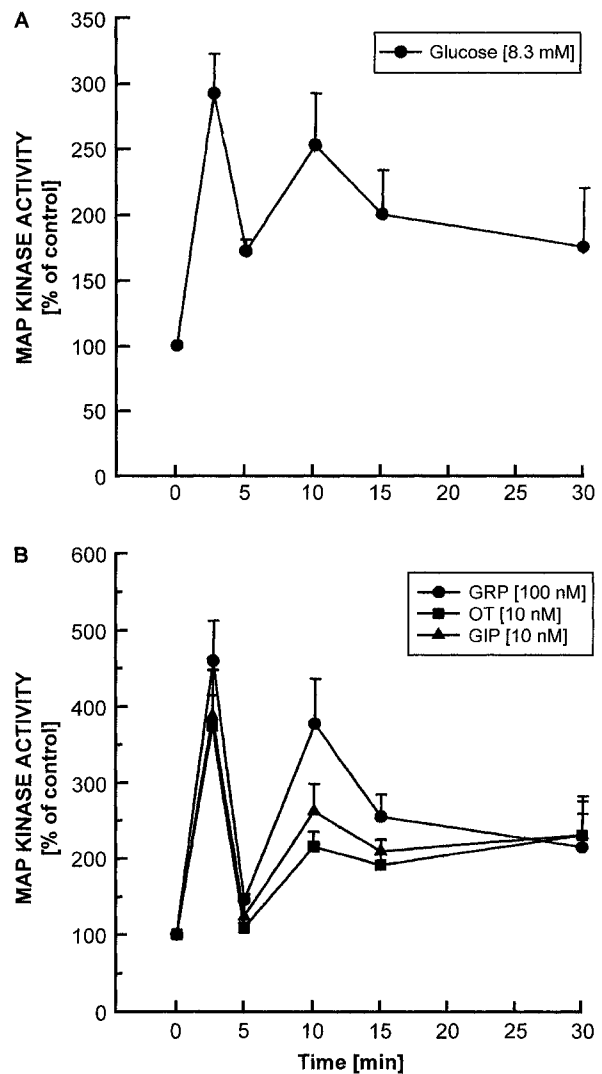 A
350
300
250
200
150
100
50
0
MAP KINASE ACTIVITY
[% of control]
Glucose [8.3 mM]
0 5 10 15 20 25 30
B
600
500
400
300
200
100
0
MAP KINASE ACTIVITY
[% of control]
GRP [100 nM]
OT [10 nM]
GIP [10 nM]
0 5 10 15 20 25 30
Time [min]